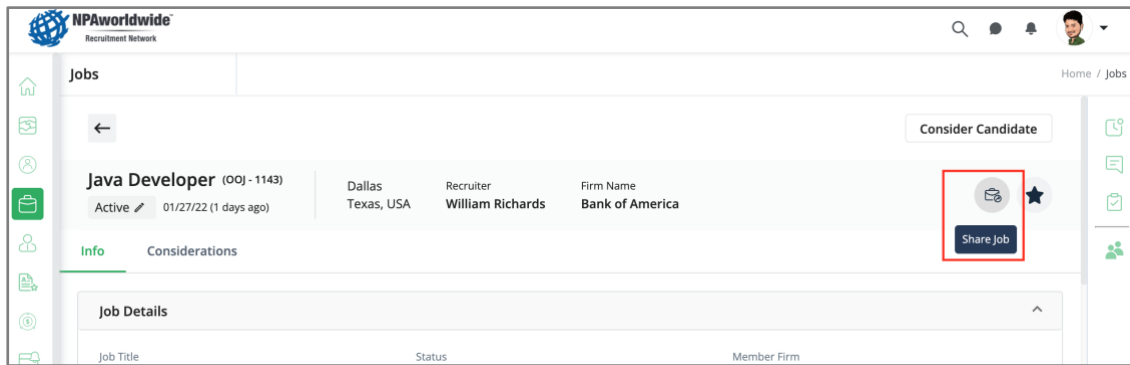 NPAworldwide
Recruitment Network
Jobs
Home / Jobs
Consider Candidate
Java Developer (OOJ - 1143)
Active 01/27/22 (1 days ago)
Dallas
Texas, USA
Recruiter
William Richards
Firm Name
Bank of America
Share Job
Info Considerations
Job Details
Job Title Status Member Firm